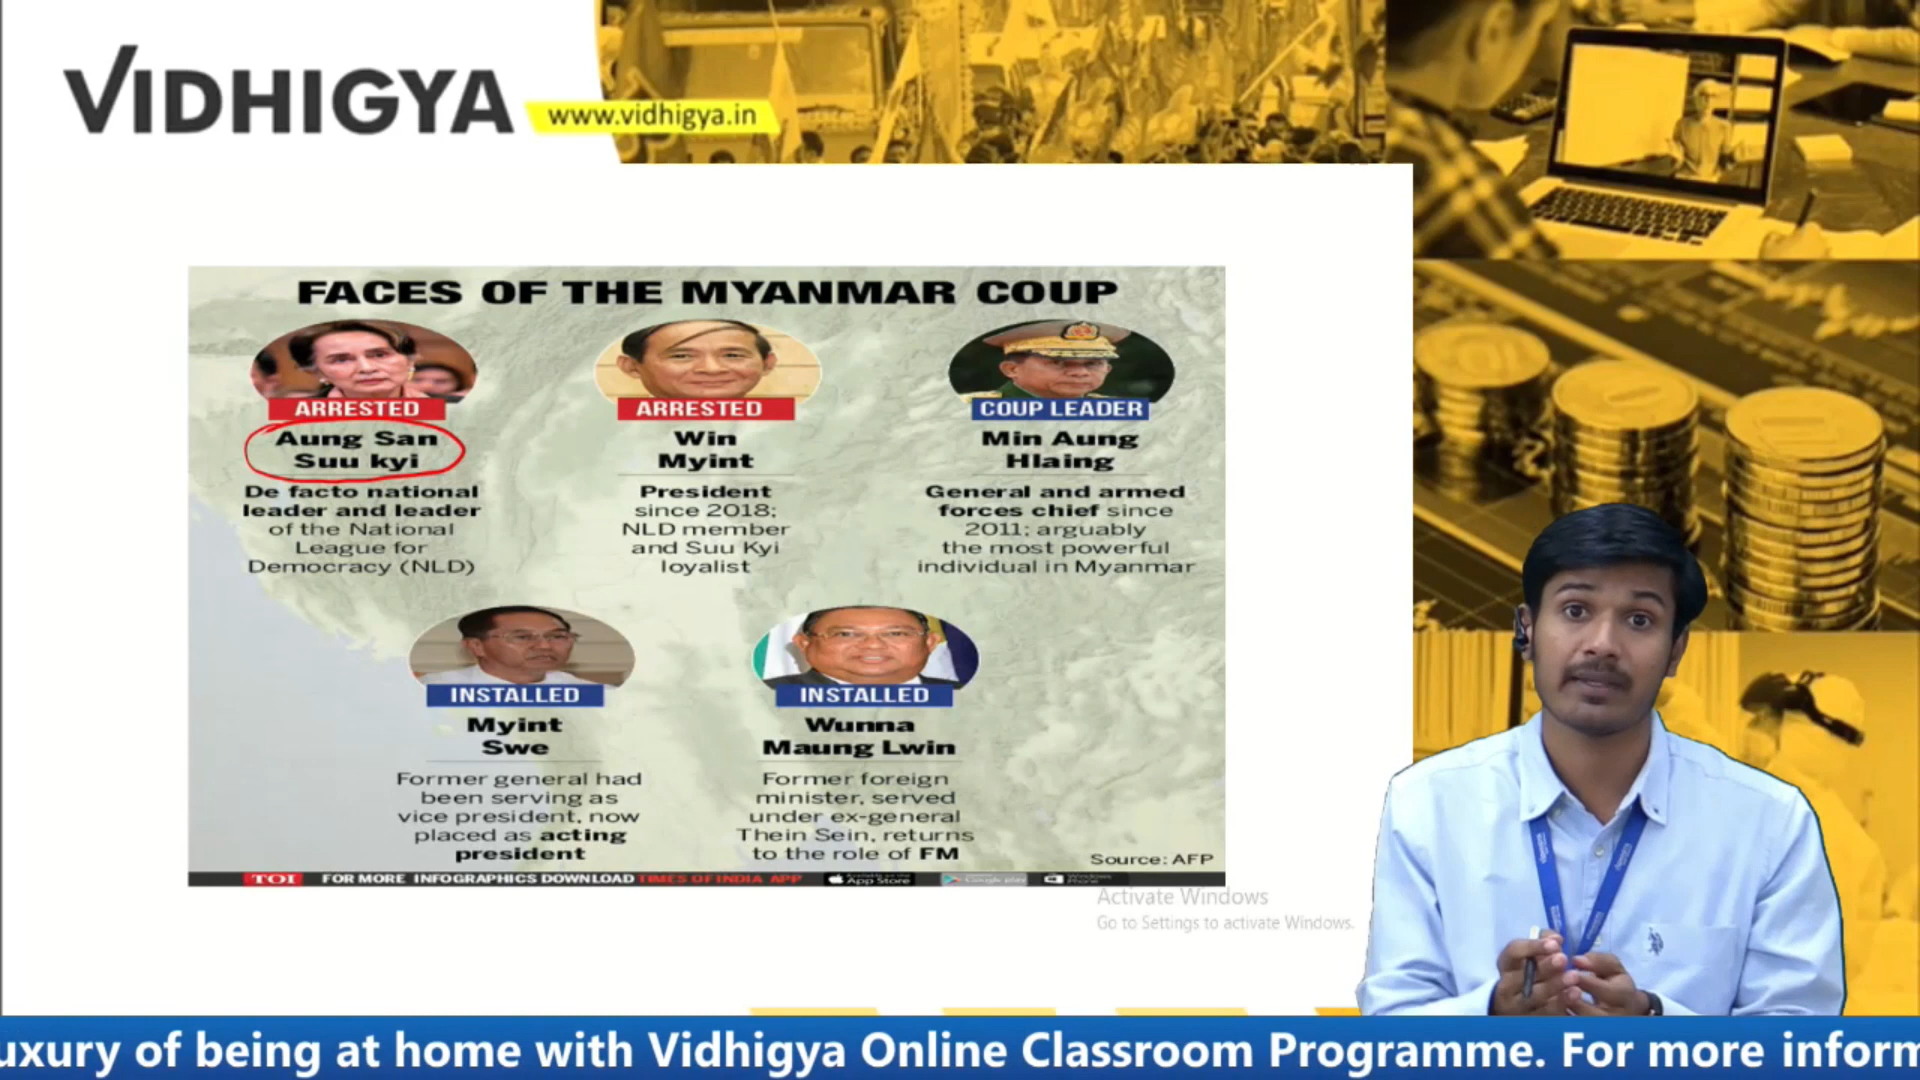 VIDHIGYA
www.vidhigya.in
FACES OF THE MYANMAR COUP
ARRESTED
Aung San
Suu kyi
De facto national
leader and leader
of the National
League for
Democracy (NLD)
ARRESTED
Win
Myint
President
since 2018;
NLD member
and Suu Kyi
loyalist
COUP LEADER
Min Aung
Hlaing
General and armed
forces chief since
2011; arguably
the most powerful
individual in Myanmar
INSTALLED
Myint
Swe
Former general had
been serving as
vice president, now
placed as acting
president
INSTALLED
Wunna
Maung Lwin
Former foreign
minister, served
under ex-general
Thein Sein, returns
to the role of FM
Source: AFP
TOI FOR MORE INFOGRAPHICS DOWNLOAD TIMES OF INDIA APP
App Store
Google play
Windows
Activate Windows
Go to Settings to activate Windows.
uxury of being at home with Vidhigya Online Classroom Programme. For more inform